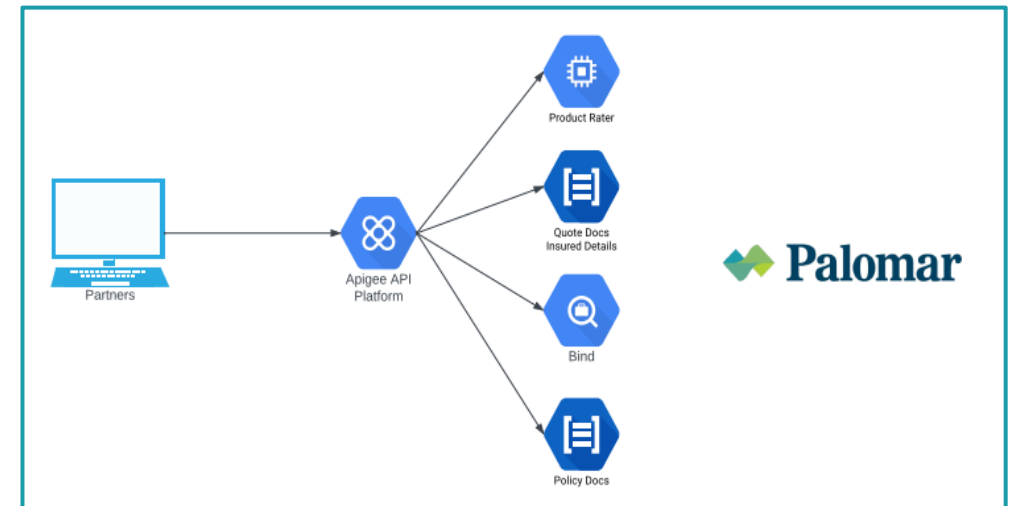 Product Rater
Quote Docs
Insured Details
Partners
Apigee API
Platform
Palomar
Bind
Policy Docs